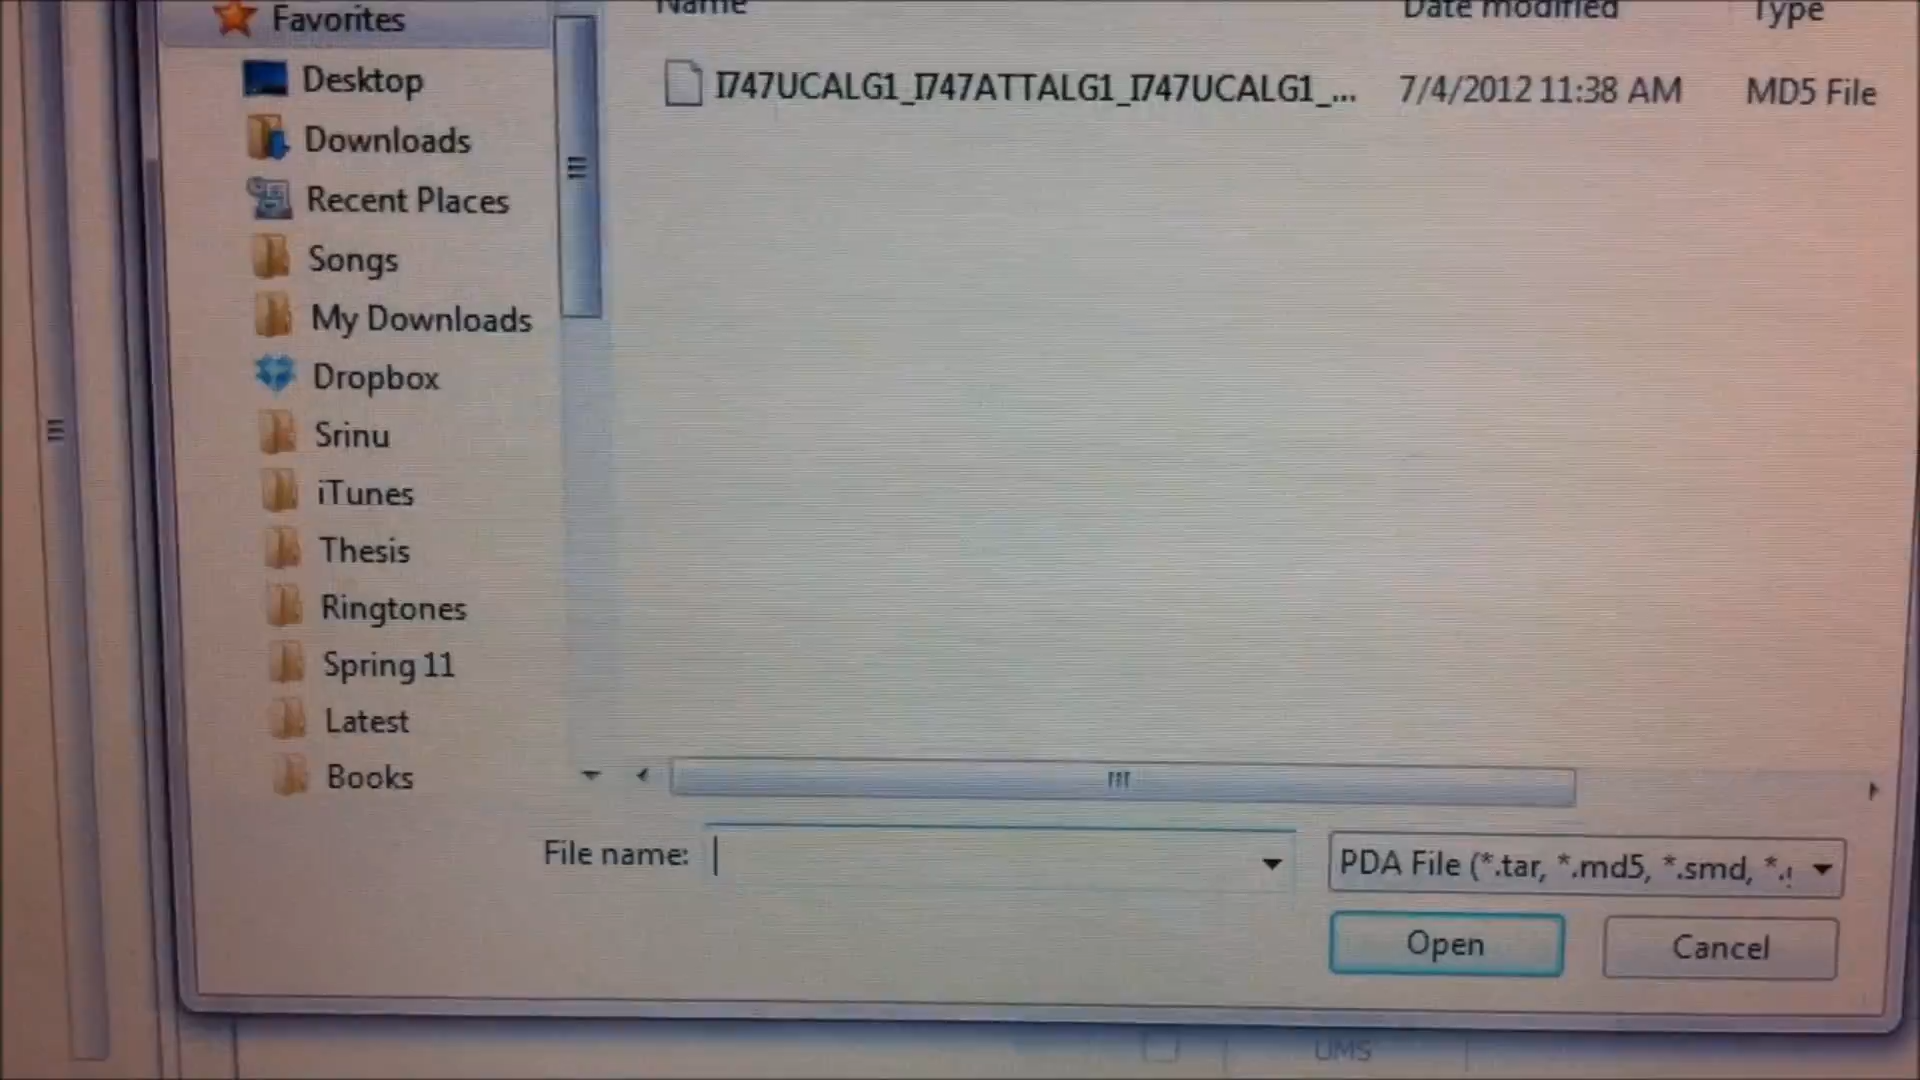 Favorites
Name
Date modified
Type
I747UCALG1_I747ATTALG1_I747UCALG1_...
7/4/2012 11:38 AM
MD5 File
Desktop
Downloads
Recent Places
Songs
My Downloads
Dropbox
Srinu
iTunes
Thesis
Ringtones
Spring 11
Latest
Books
File name:
PDA File (*.tar, *.md5, *.smd, *.
Open
Cancel
UMS